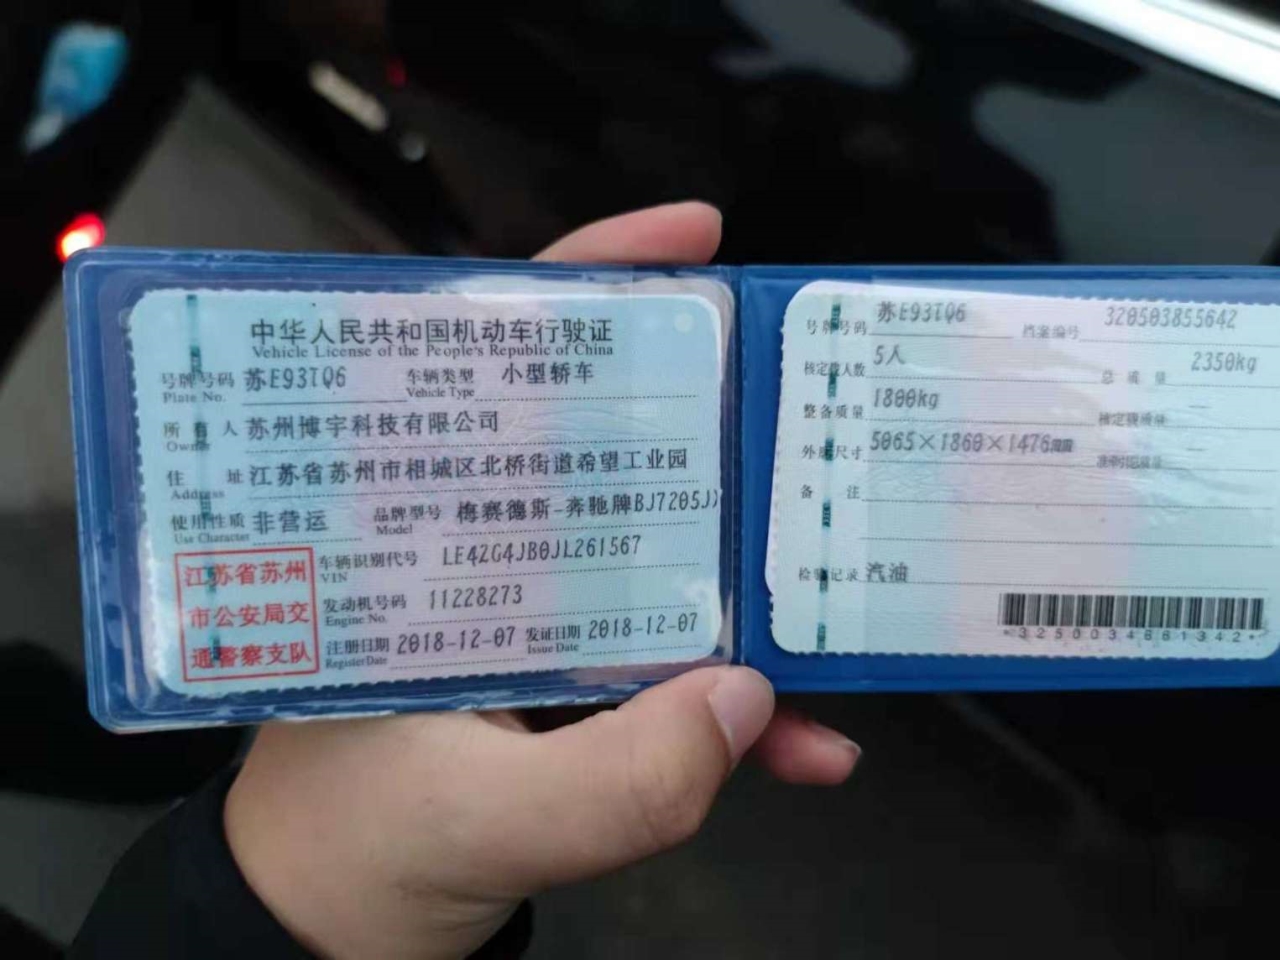 中华人民共和国机动车行驶证
Vehicle License of the People's Republic of China
号牌号码 苏E93TQ6 车辆类型 小型轿车
Plate No. Vehicle Type
所有人 苏州博宇科技有限公司
Owner
住址 江苏省苏州市相城区北桥街道希望工业园
Address
使用性质 非营运 品牌型号 梅赛德斯-奔驰牌BJ7205J
Use Character Model
江苏省苏州
市公安局交
通警察支队
车辆识别代号 LE42G4JB0JL261567
VIN
发动机号码 11228273
Engine No.
注册日期 2018-12-07 发证日期 2018-12-07
Register Date Issue Date
号牌号码 苏E93TQ6 档案编号 320503855642
核定载人数 5人 总质量 2350kg
整备质量 1800kg 核定载质量 —
外廓尺寸 5065×1860×1476 准牵引总质量 —
备注
检验记录 汽油
*3250034661342*